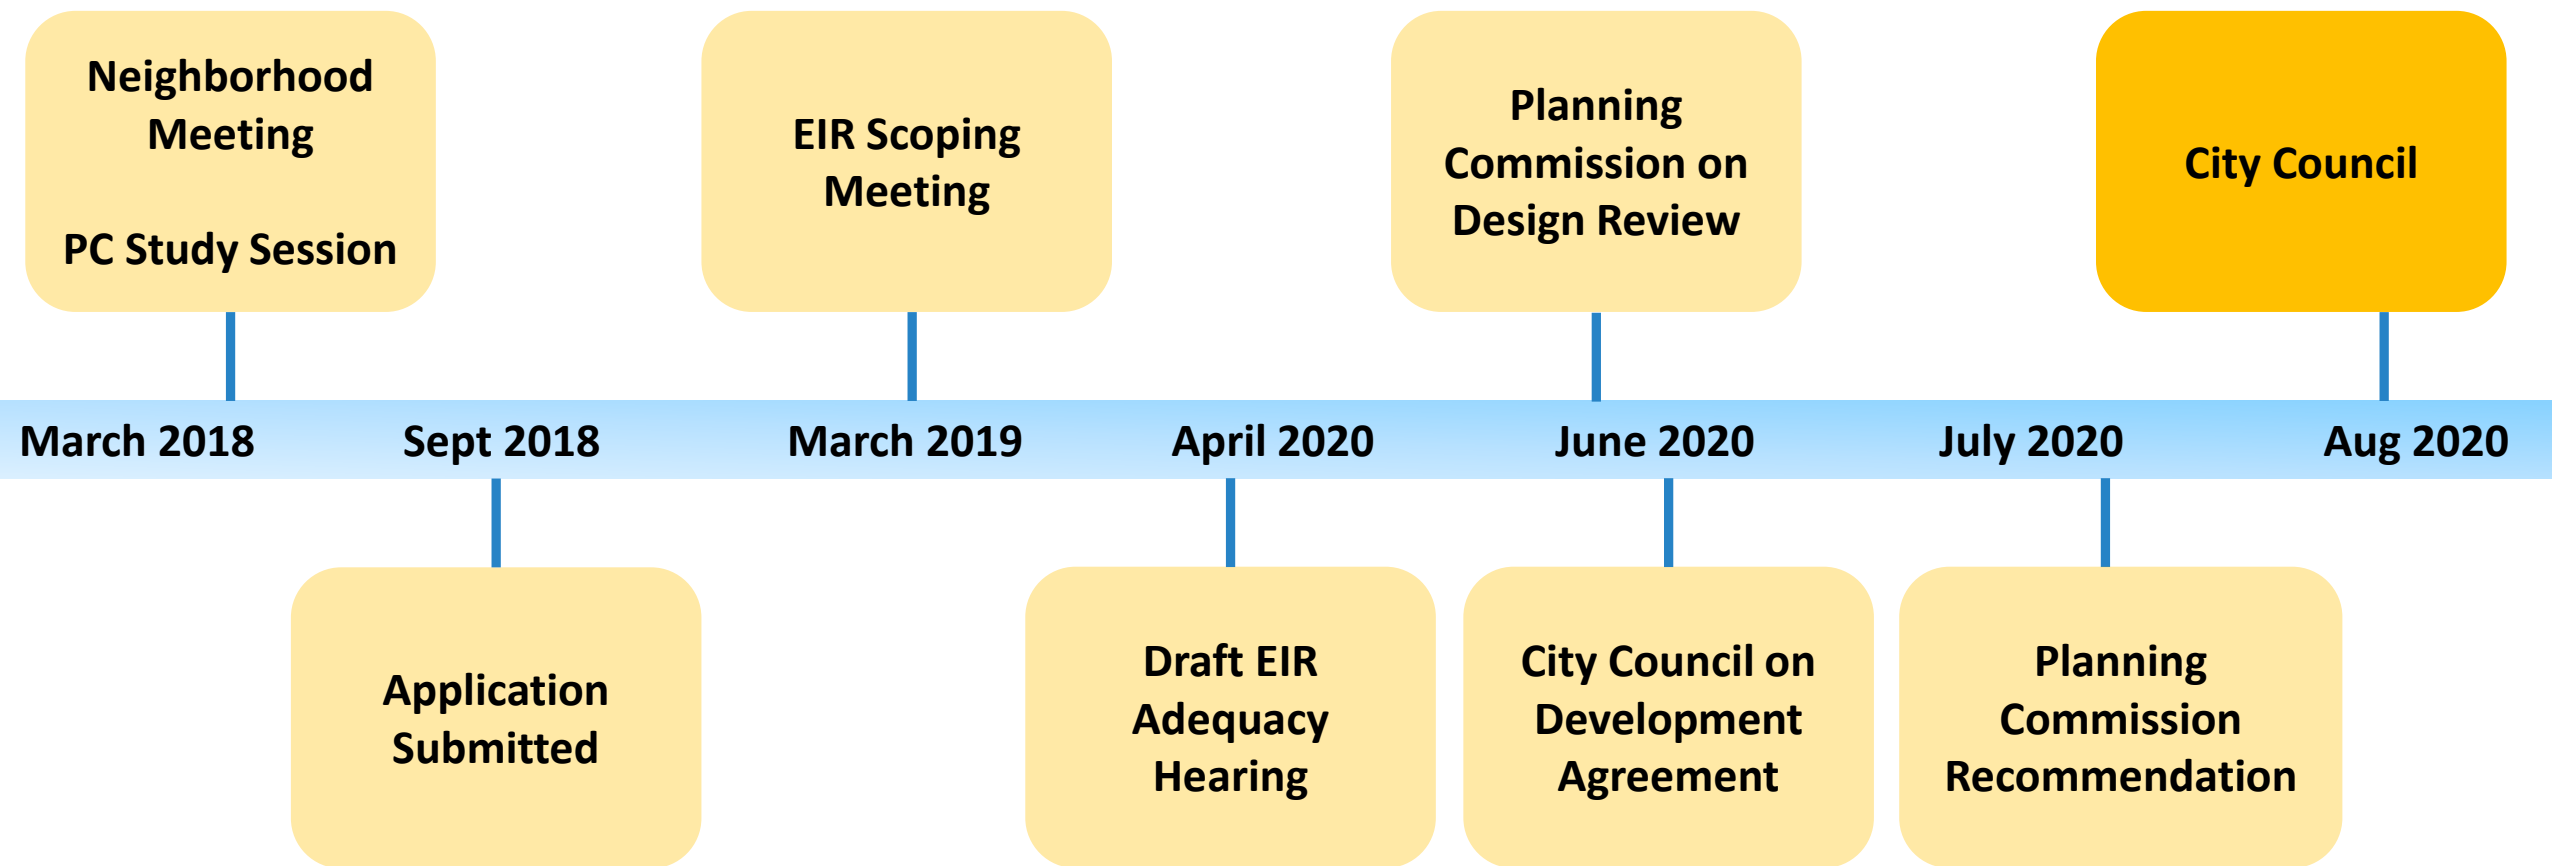 Neighborhood
Meeting
PC Study Session
EIR Scoping
Meeting
Planning
Commission on
Design Review
City Council
March 2018
Sept 2018
March 2019
April 2020
June 2020
July 2020
Aug 2020
Application
Submitted
Draft EIR
Adequacy
Hearing
City Council on
Development
Agreement
Planning
Commission
Recommendation